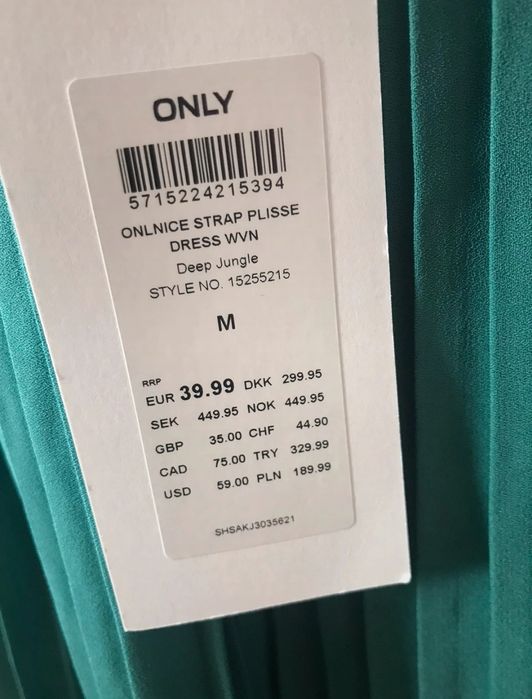 ONLY
5715224215394
ONLNICE STRAP PLISSE
DRESS WVN
Deep Jungle
STYLE NO. 15255215
M
RRP
EUR 39.99 DKK 299.95
SEK 449.95 NOK 449.95
GBP 35.00 CHF 44.90
CAD 75.00 TRY 329.99
USD 59.00 PLN 189.99
SHSAKJ3035621